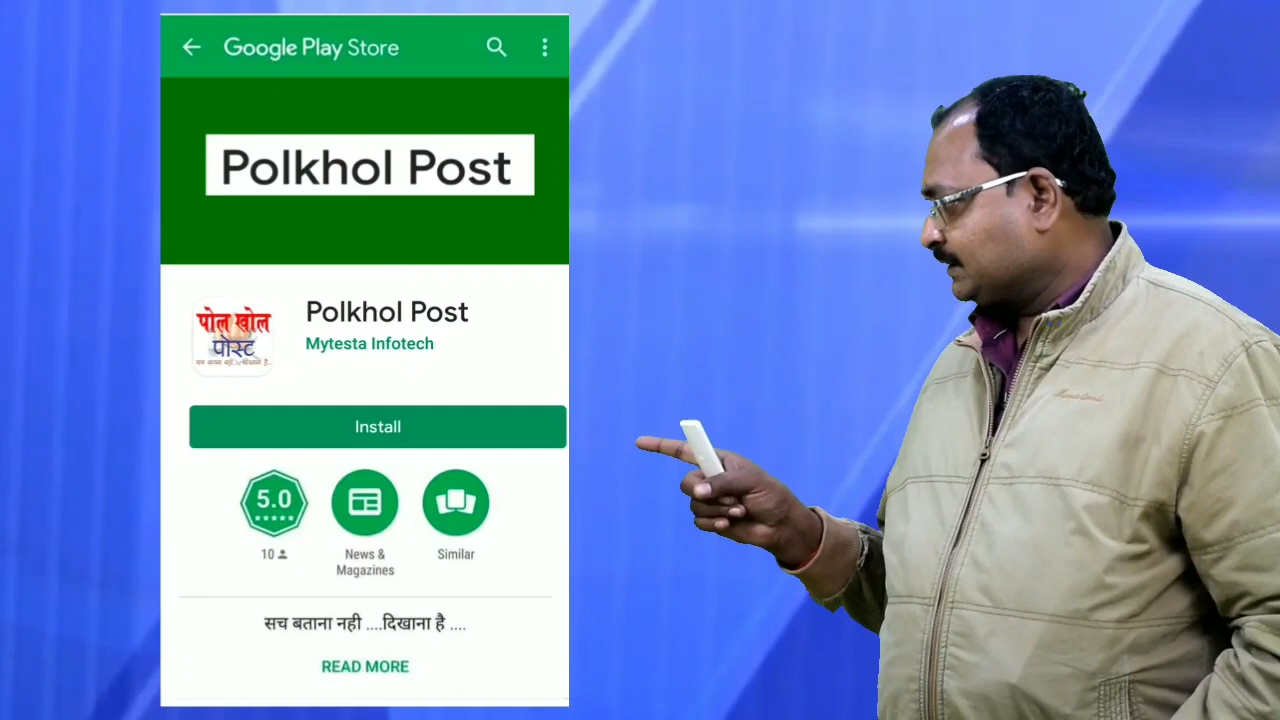 Google Play Store
Polkhol Post
पोल खोल
पोस्ट
Polkhol Post
Mytesta Infotech
Install
5.0
10
News &
Magazines
Similar
सच बताना नही ....दिखाना है ....
READ MORE